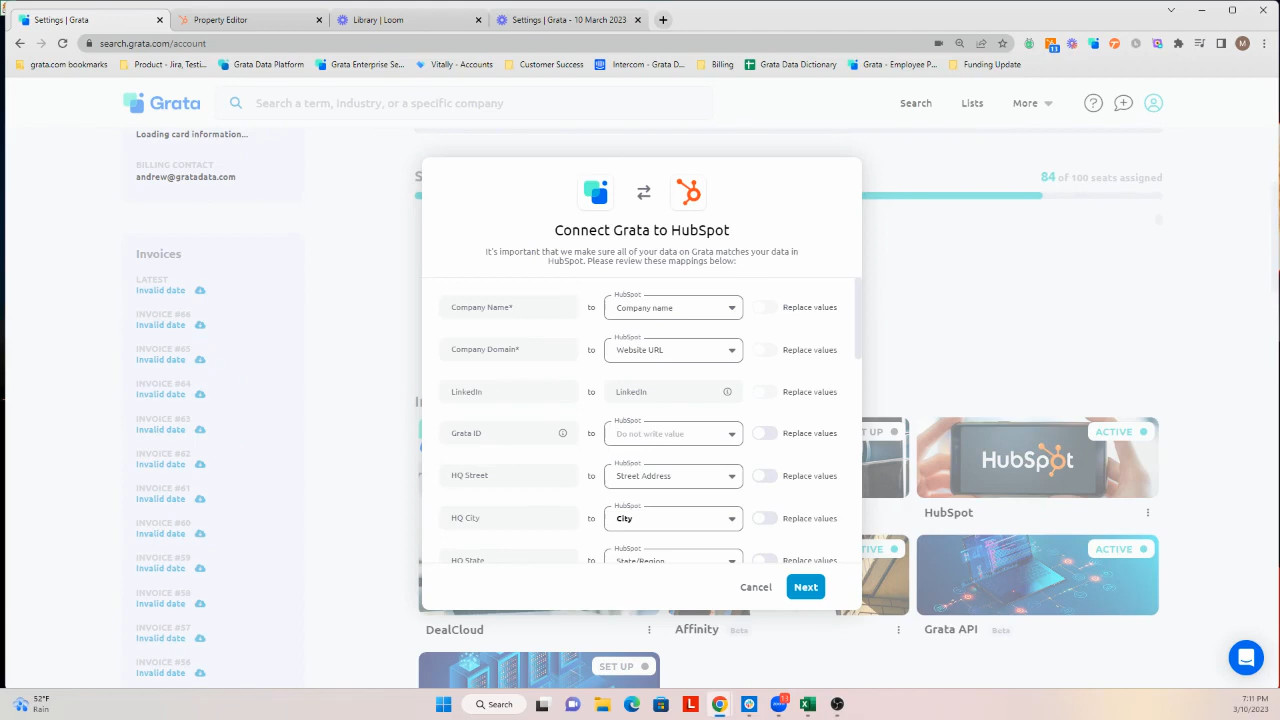 Settings | Grata
Property Editor
Library | Loom
Settings | Grata - 10 March 2023
search.grata.com/account
11
M
grata.com bookmarks
Product - Jira, Testi...
Grata Data Platform
Grata Enterprise Se...
Vitally - Accounts
Customer Success
Intercom - Grata D...
Billing
Grata Data Dictionary
Grata - Employee P...
Funding Update
Grata
Search a term, industry, or a specific company
Search
Lists
More
Loading card information...
BILLING CONTACT
andrew@gratadata.com
84 of 100 seats assigned
Invoices
LATEST
Invalid date
INVOICE #66
Invalid date
INVOICE #65
Invalid date
INVOICE #64
Invalid date
INVOICE #63
Invalid date
INVOICE #62
Invalid date
INVOICE #61
Invalid date
INVOICE #60
Invalid date
INVOICE #59
Invalid date
INVOICE #58
Invalid date
INVOICE #57
Invalid date
INVOICE #56
Invalid date
Connect Grata to HubSpot
It's important that we make sure all of your data on Grata matches your data in
HubSpot. Please review these mappings below:
Company Name*
to
HubSpot
Company name
Replace values
Company Domain*
to
HubSpot
Website URL
Replace values
LinkedIn
to
LinkedIn
Replace values
Grata ID
to
HubSpot
Do not write value
Replace values
HQ Street
to
HubSpot
Street Address
Replace values
HQ City
to
HubSpot
City
Replace values
HQ State
to
HubSpot
State/Region
Replace values
Cancel
Next
UP
ACTIVE
HubSpot
HubSpot
ACTIVE
DealCloud
Affinity
Beta
Grata API
Beta
SET UP
52°F
Rain
Search
7:11 PM
3/10/2023